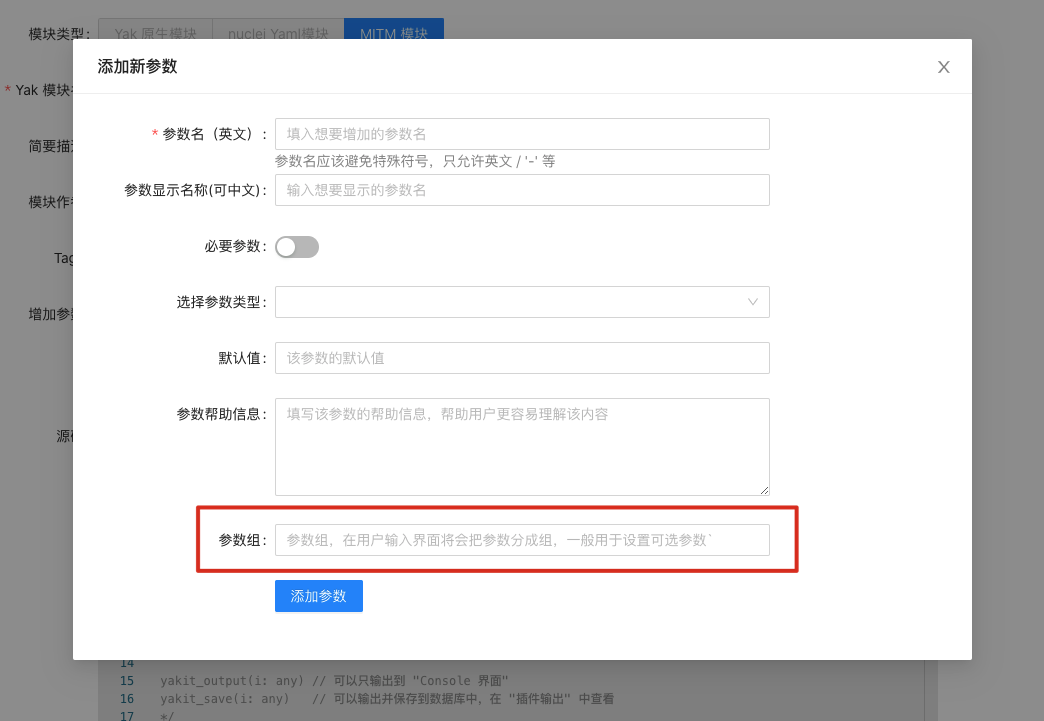 模块类型: Yak 原生模块 nuclei Yaml模块 MITM 模块
添加新参数
* Yak 模块
* 参数名（英文）: 填入想要增加的参数名
简要描
参数名应该避免特殊符号，只允许英文 / '-' 等
参数显示名称(可中文): 输入想要显示的参数名
模块作
必要参数:
Tag
选择参数类型:
增加参
默认值: 该参数的默认值
参数帮助信息: 填写该参数的帮助信息，帮助用户更容易理解该内容
源
参数组: 参数组，在用户输入界面将会把参数分成组，一般用于设置可选参数`
添加参数
14
15 yakit_output(i: any) // 可以只输出到 "Console 界面"
16 yakit_save(i: any) // 可以输出并保存到数据库中，在 "插件输出" 中查看
17 */